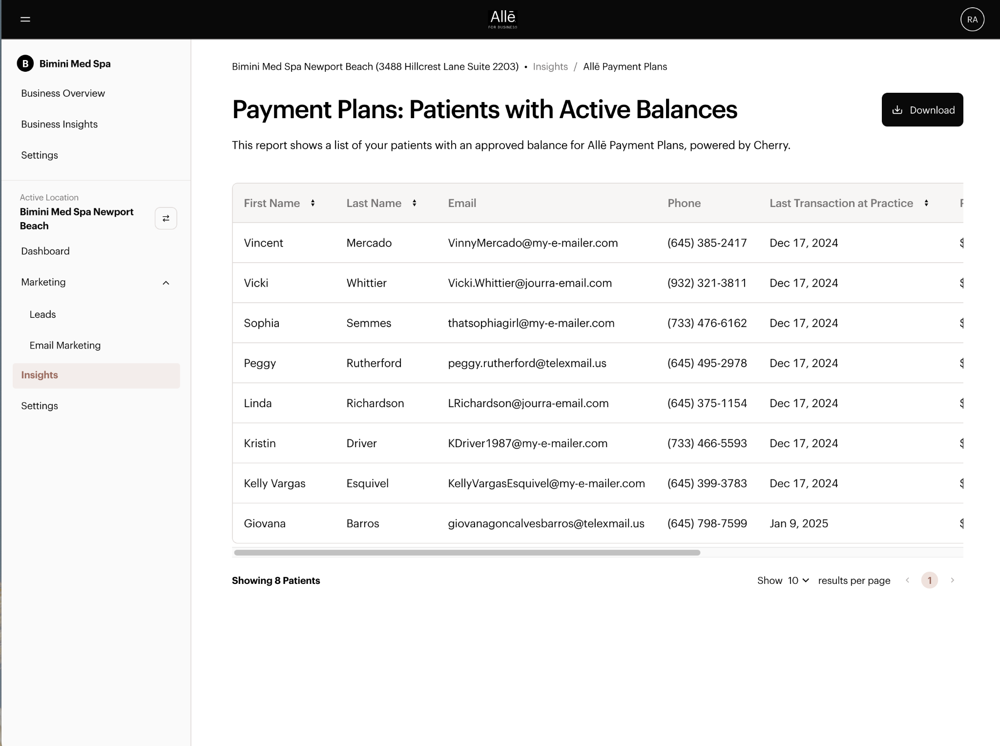 Allē
FOR BUSINESS
RA
B Bimini Med Spa
Business Overview
Business Insights
Settings
Active Location
Bimini Med Spa Newport
Beach
Dashboard
Marketing
Leads
Email Marketing
Insights
Settings
Bimini Med Spa Newport Beach (3488 Hillcrest Lane Suite 2203) • Insights / Allē Payment Plans
Payment Plans: Patients with Active Balances
Download
This report shows a list of your patients with an approved balance for Allē Payment Plans, powered by Cherry.
First Name Last Name Email Phone Last Transaction at Practice
Vincent Mercado VinnyMercado@my-e-mailer.com (645) 385-2417 Dec 17, 2024 $
Vicki Whittier Vicki.Whittier@jourra-email.com (932) 321-3811 Dec 17, 2024 $
Sophia Semmes thatsophiagirl@my-e-mailer.com (733) 476-6162 Dec 17, 2024 $
Peggy Rutherford peggy.rutherford@telexmail.us (645) 495-2978 Dec 17, 2024 $
Linda Richardson LRichardson@jourra-email.com (645) 375-1154 Dec 17, 2024 $
Kristin Driver KDriver1987@my-e-mailer.com (733) 466-5593 Dec 17, 2024 $
Kelly Vargas Esquivel KellyVargasEsquivel@my-e-mailer.com (645) 399-3783 Dec 17, 2024 $
Giovana Barros giovanagoncalvesbarros@telexmail.us (645) 798-7599 Jan 9, 2025 $
Showing 8 Patients
Show 10 results per page 1